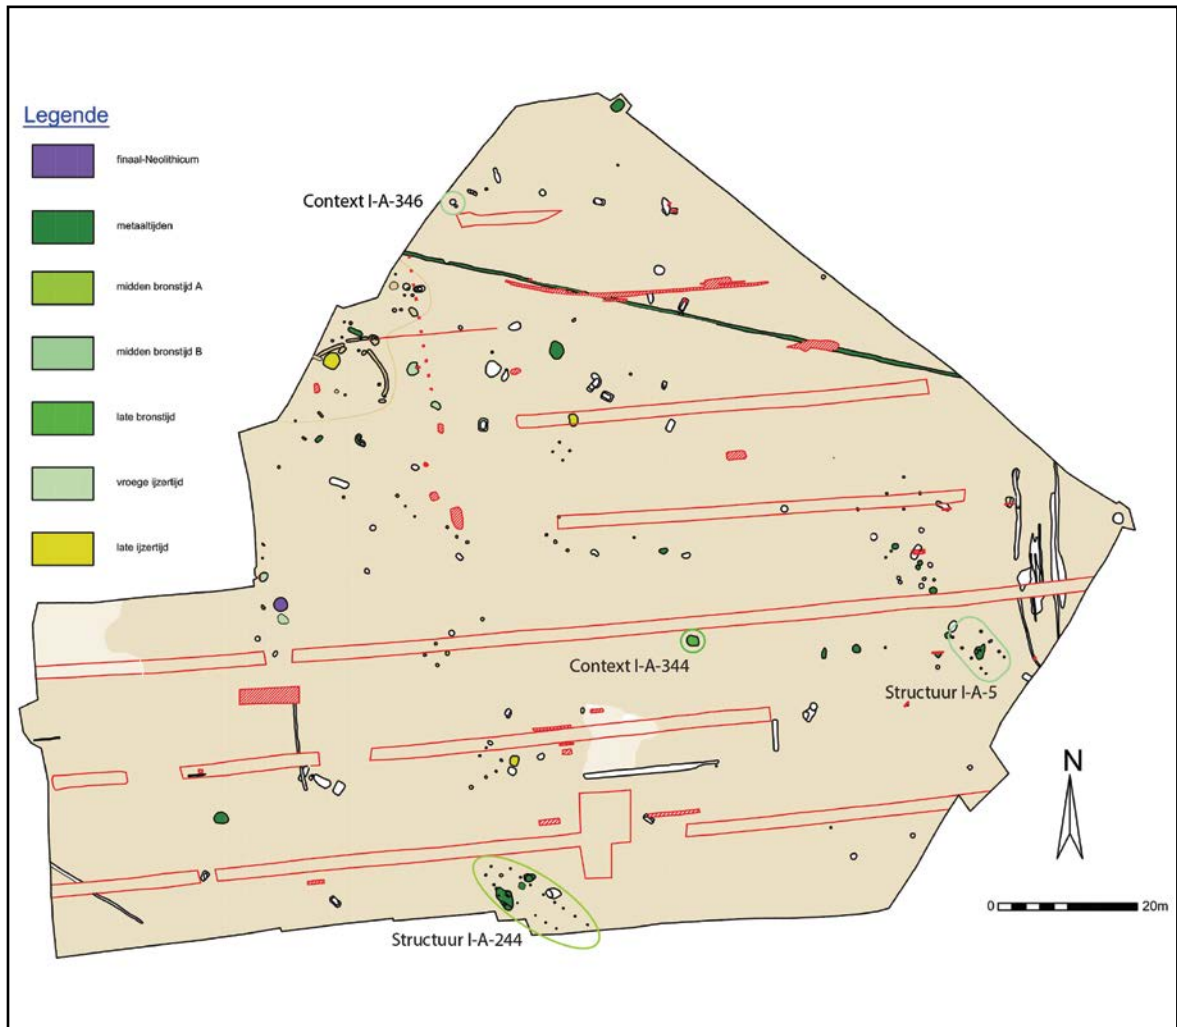 Legende
finaal-Neolithicum
metaaltijden
midden bronstijd A
midden bronstijd B
late bronstijd
vroege ijzertijd
late ijzertijd
Context I-A-346
Context I-A-344
Structuur I-A-5
Structuur I-A-244
N
0 20m